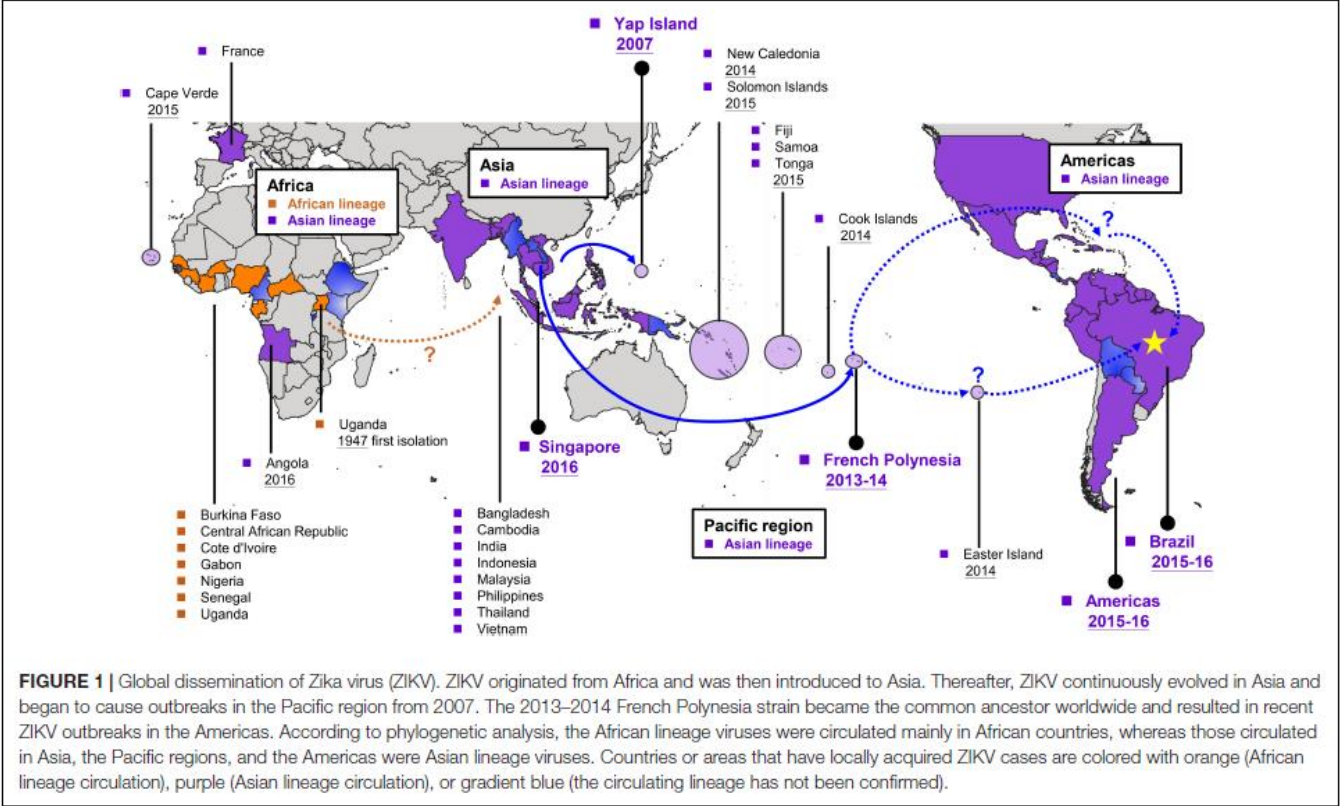 Yap Island
2007
France
New Caledonia
2014
Solomon Islands
2015
Cape Verde
2015
Fiji
Samoa
Tonga
2015
Asia
Asian lineage
Americas
Asian lineage
Africa
African lineage
Asian lineage
Cook Islands
2014
?
?
?
Uganda
1947 first isolation
Singapore
2016
French Polynesia
2013-14
Angola
2016
Burkina Faso
Central African Republic
Cote d'Ivoire
Gabon
Nigeria
Senegal
Uganda
Bangladesh
Cambodia
India
Indonesia
Malaysia
Philippines
Thailand
Vietnam
Pacific region
Asian lineage
Easter Island
2014
Brazil
2015-16
Americas
2015-16
FIGURE 1 | Global dissemination of Zika virus (ZIKV). ZIKV originated from Africa and was then introduced to Asia. Thereafter, ZIKV continuously evolved in Asia and
began to cause outbreaks in the Pacific region from 2007. The 2013–2014 French Polynesia strain became the common ancestor worldwide and resulted in recent
ZIKV outbreaks in the Americas. According to phylogenetic analysis, the African lineage viruses were circulated mainly in African countries, whereas those circulated
in Asia, the Pacific regions, and the Americas were Asian lineage viruses. Countries or areas that have locally acquired ZIKV cases are colored with orange (African
lineage circulation), purple (Asian lineage circulation), or gradient blue (the circulating lineage has not been confirmed).